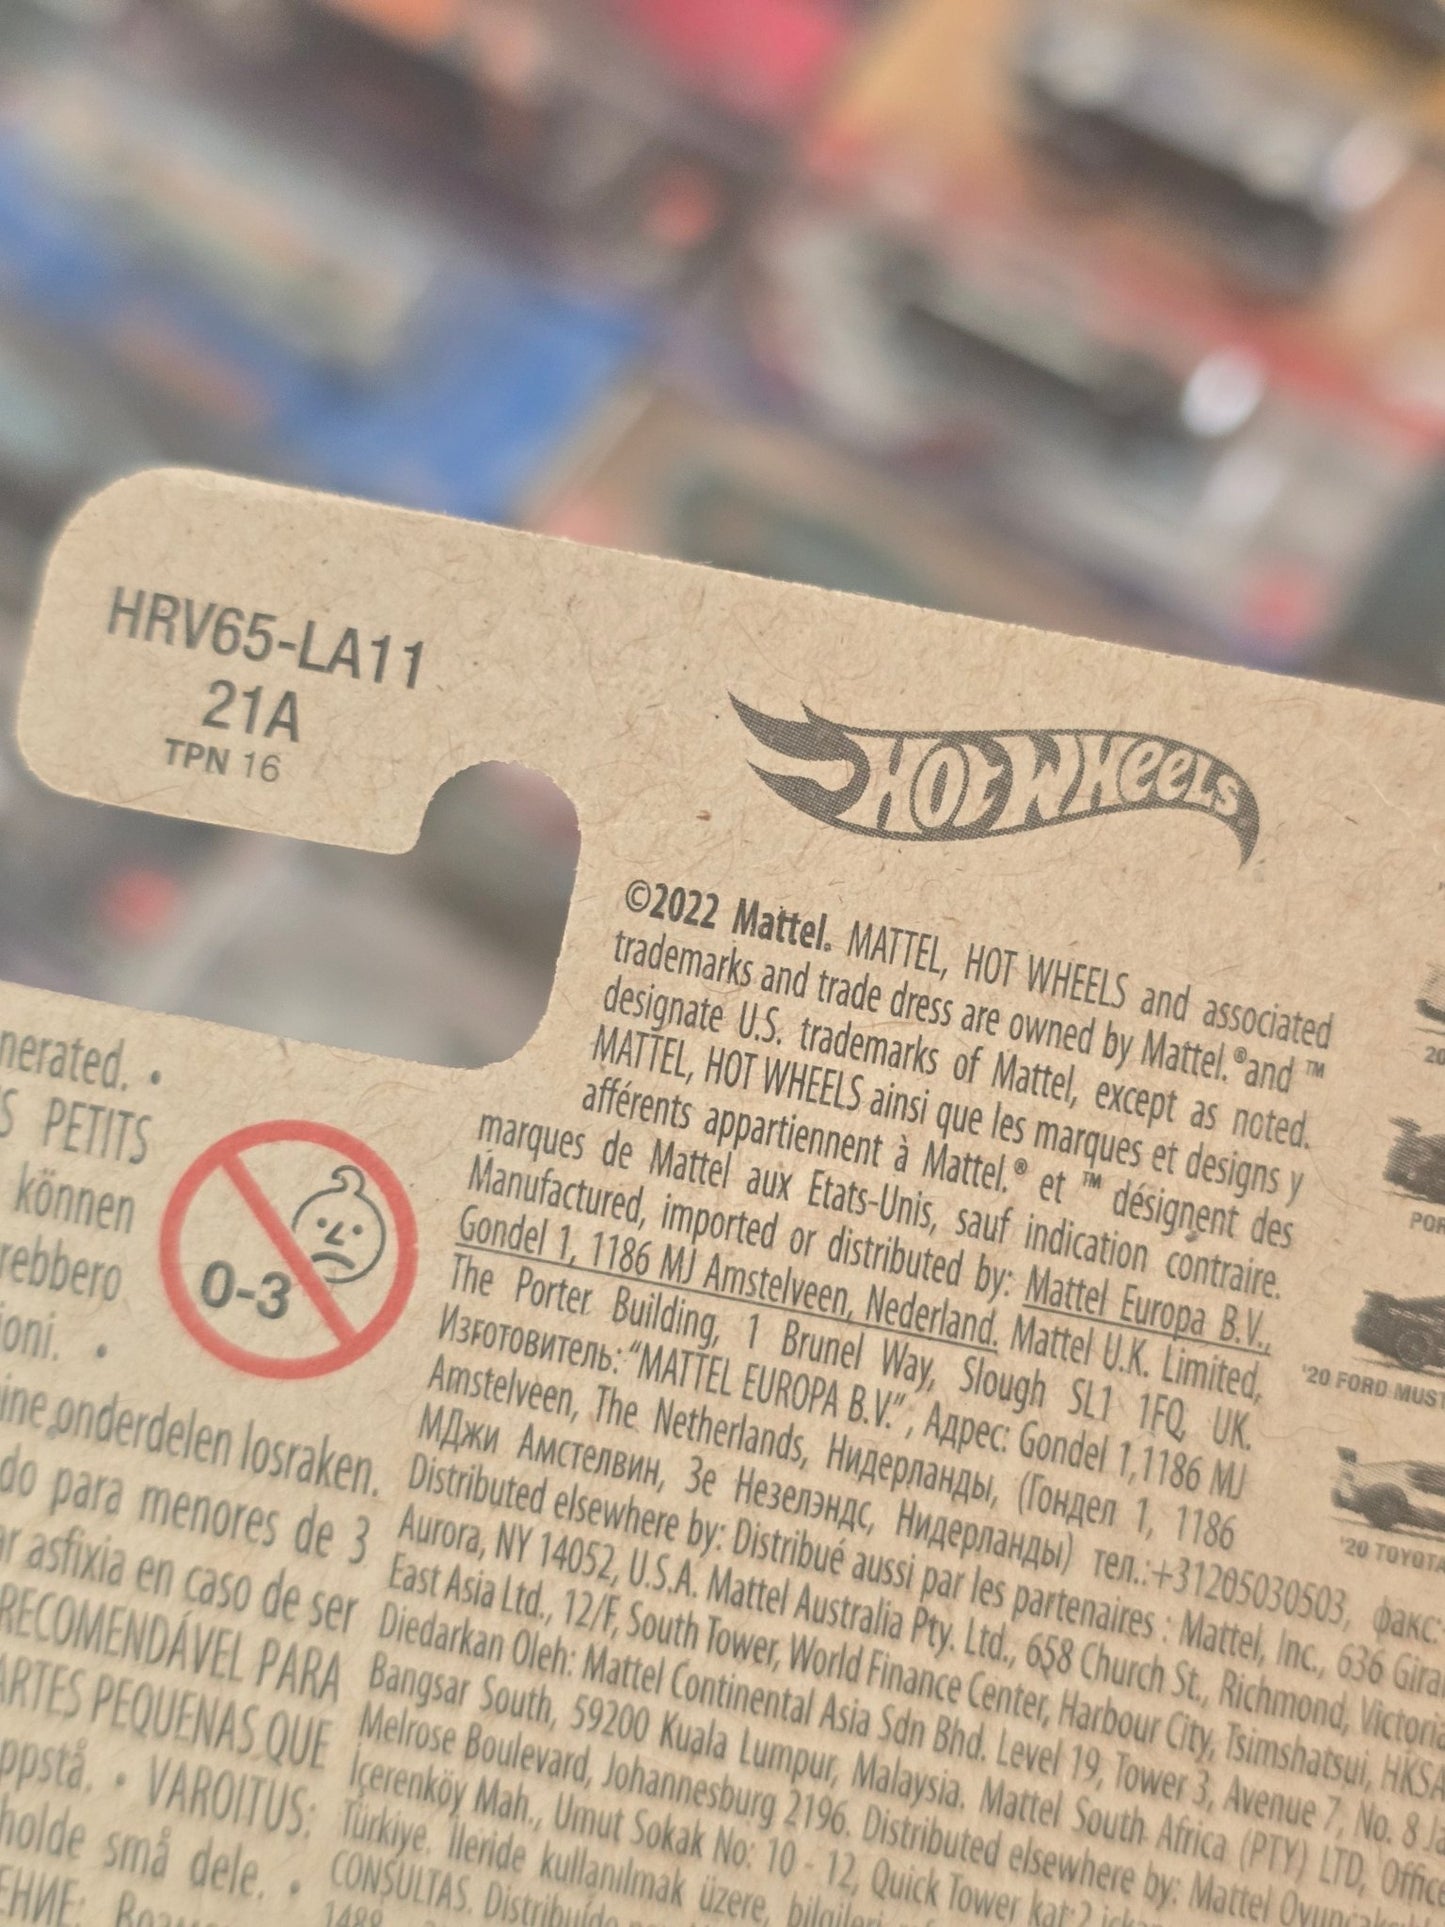 HRV65-LA11
21A
TPN 16
HOT WHEELS
©2022 Mattel. MATTEL, HOT WHEELS and associated
trademarks and trade dress are owned by Mattel.®and ™
designate U.S. trademarks of Mattel, except as noted.
MATTEL, HOT WHEELS ainsi que les marques et designs y
afférents appartiennent à Mattel.® et ™ désignent des
marques de Mattel aux Etats-Unis, sauf indication contraire.
Manufactured, imported or distributed by: Mattel Europa B.V.,
Gondel 1, 1186 MJ Amstelveen, Nederland. Mattel U.K. Limited,
The Porter Building, 1 Brunel Way, Slough SL1 1FQ, UK.
Изготовитель: “MATTEL EUROPA B.V.”, Адрес: Gondel 1,1186 MJ
Amstelveen, The Netherlands, Нидерланды, (Гондел 1, 1186
МДжи Амстелвин, Зе Незелэндс, Нидерланды) тел.:+31205030503, факс:
Distributed elsewhere by: Distribué aussi par les partenaires : Mattel, Inc., 636 Gira
Aurora, NY 14052, U.S.A. Mattel Australia Pty. Ltd., 658 Church St., Richmond, Victoria
East Asia Ltd., 12/F, South Tower, World Finance Center, Harbour City, Tsimshatsui, HKSA
Diedarkan Oleh: Mattel Continental Asia Sdn Bhd. Level 19, Tower 3, Avenue 7, No. 8 Ja
Bangsar South, 59200 Kuala Lumpur, Malaysia. Mattel South Africa (PTY) LTD, Office
Melrose Boulevard, Johannesburg 2196. Distributed elsewhere by: Mattel
İçerenköy Mah., Umut Sokak No: 10 - 12, Quick Tower kat:2
Türkiye. İleride kullanılmak üzere, bilgileri
CONSULTAS. Distribuído
nerated. •
S PETITS
können
rebbero
ioni. •
ine onderdelen losraken.
do para menores de 3
ar asfixia en caso de ser
RECOMENDÁVEL PARA
ARTES PEQUENAS QUE
ppstå. • VAROITUS:
holde små dele. •
ЕНИЕ:
0-3
20
POR
'20 FORD MUST
'20 TOYOTA